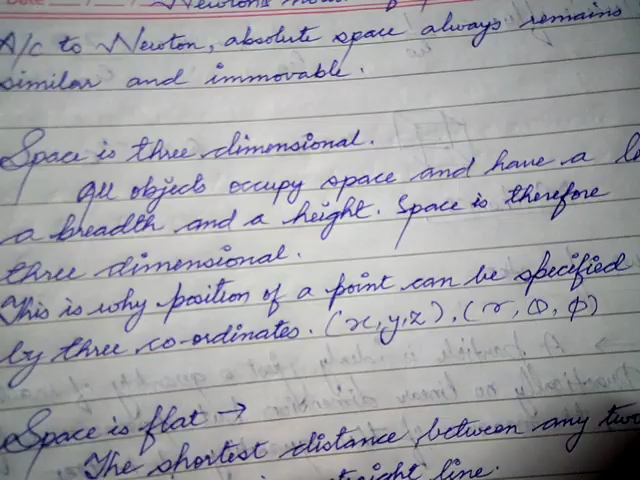 Date
Newton's
A/c to Newton, absolute space always remains
similar and immovable.
Space is three dimensional.
All objects occupy space and have a
a breadth and a height. Space is therefore
three dimensional.
This is why position of a point can be specified
by three co-ordinates. (x,y,z), (r, θ, ϕ)
Space is flat →
The shortest distance between any two
straight line.